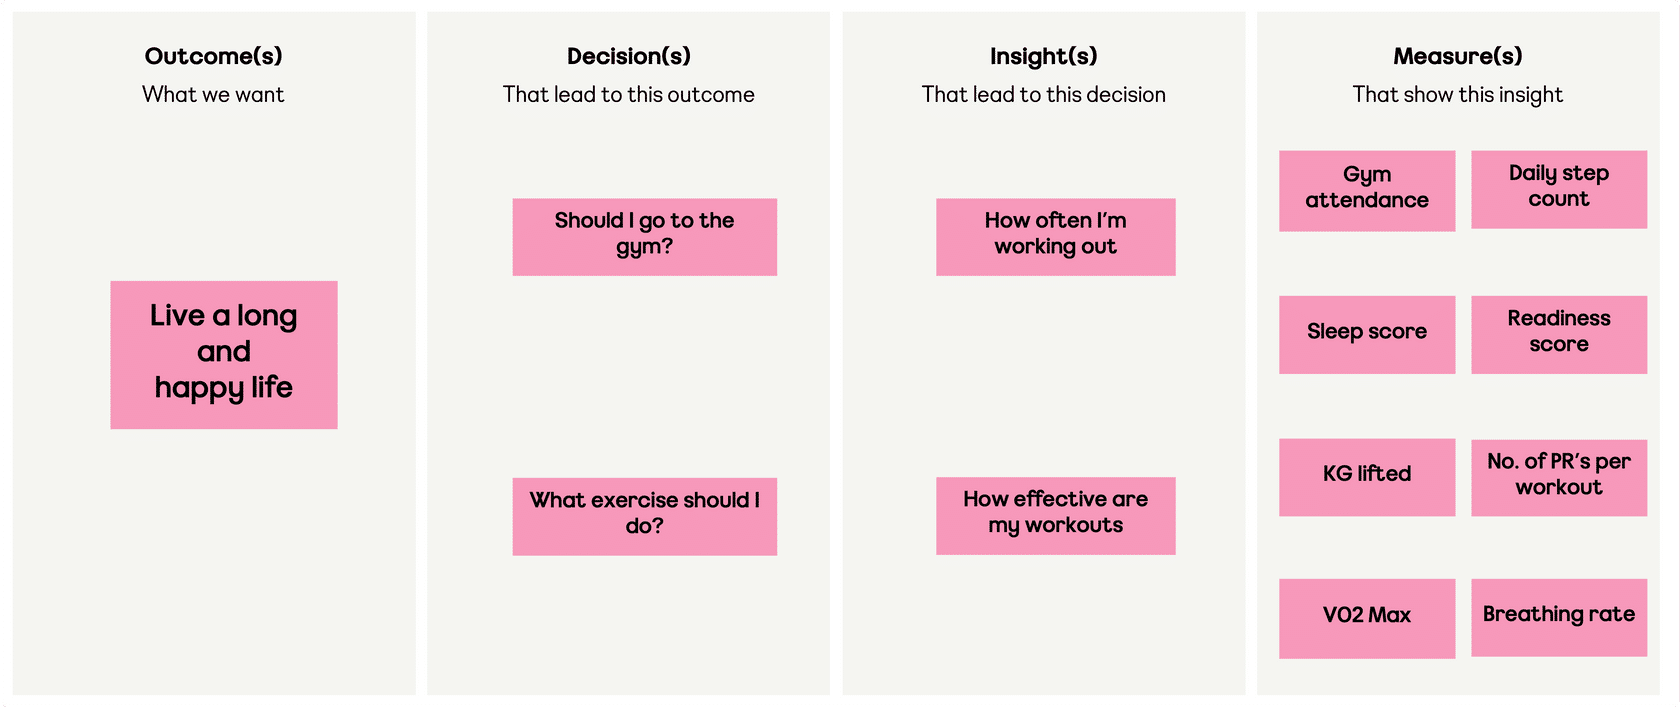 Outcome(s)
What we want
Live a long
and
happy life
Decision(s)
That lead to this outcome
Should I go to the
gym?
What exercise should I
do?
Insight(s)
That lead to this decision
How often I'm
working out
How effective are
my workouts
Measure(s)
That show this insight
Gym
attendance
Daily step
count
Sleep score
Readiness
score
KG lifted
No. of PR's per
workout
VO2 Max
Breathing rate